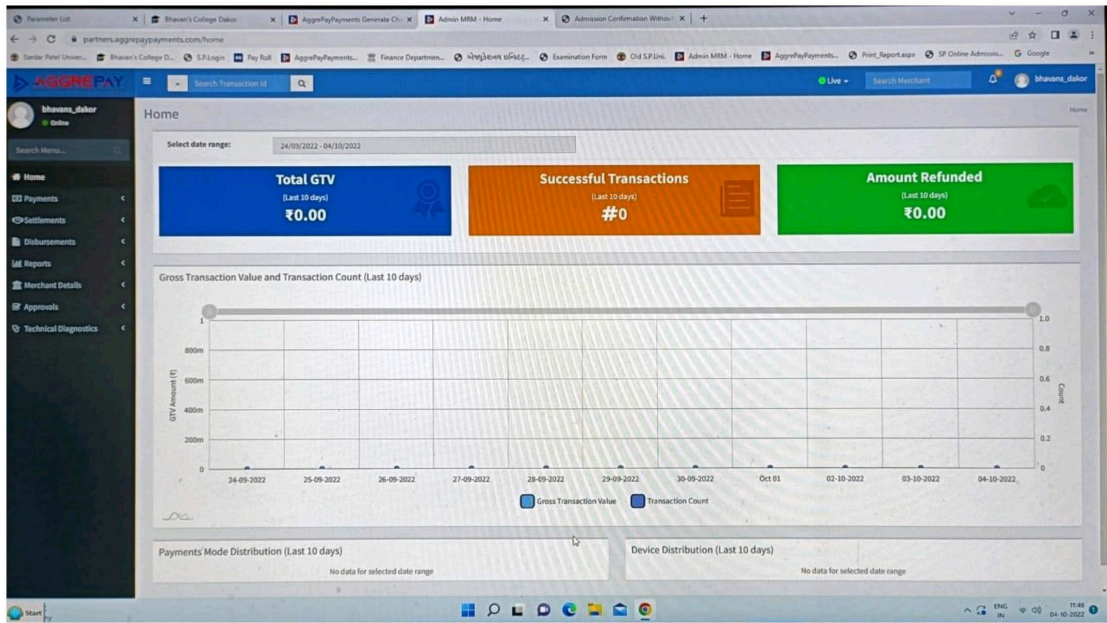 Parameter List
Bhavan's College Dakor
AggrePayPayments Generate Ch
Admin MRM - Home
Admission Confirmation Without
partners.aggrepaypayments.com/home
Sardar Patel Univer...
Bhavan's College D...
S.P.Login
Pay Roll
AggrePayPayments...
Finance Departmen...
Examination Form
Old S.P.Uni.
Admin MRM - Home
AggrePayPayments...
Print_Report.aspx
SP Online Admissio...
Google
AGGREPAY
Search Transaction Id
Live
Search Merchant
bhavans_dakor
bhavans_dakor
Online
Search Menu...
Home
Payments
Settlements
Disbursements
Reports
Merchant Details
Approvals
Technical Diagnostics
Home
Home
Select date range:
24/09/2022 - 04/10/2022
Total GTV
(Last 10 days)
₹0.00
Successful Transactions
(Last 10 days)
#0
Amount Refunded
(Last 10 days)
₹0.00
Gross Transaction Value and Transaction Count (Last 10 days)
1
800m
600m
400m
200m
0
GTV Amount (₹)
1.0
0.8
0.6
0.4
0.2
0
Count
24-09-2022
25-09-2022
26-09-2022
27-09-2022
28-09-2022
29-09-2022
30-09-2022
Oct 01
02-10-2022
03-10-2022
04-10-2022
Gross Transaction Value
Transaction Count
Payments Mode Distribution (Last 10 days)
No data for selected date range
Device Distribution (Last 10 days)
No data for selected date range
Start
ENG
IN
11:49
04-10-2022